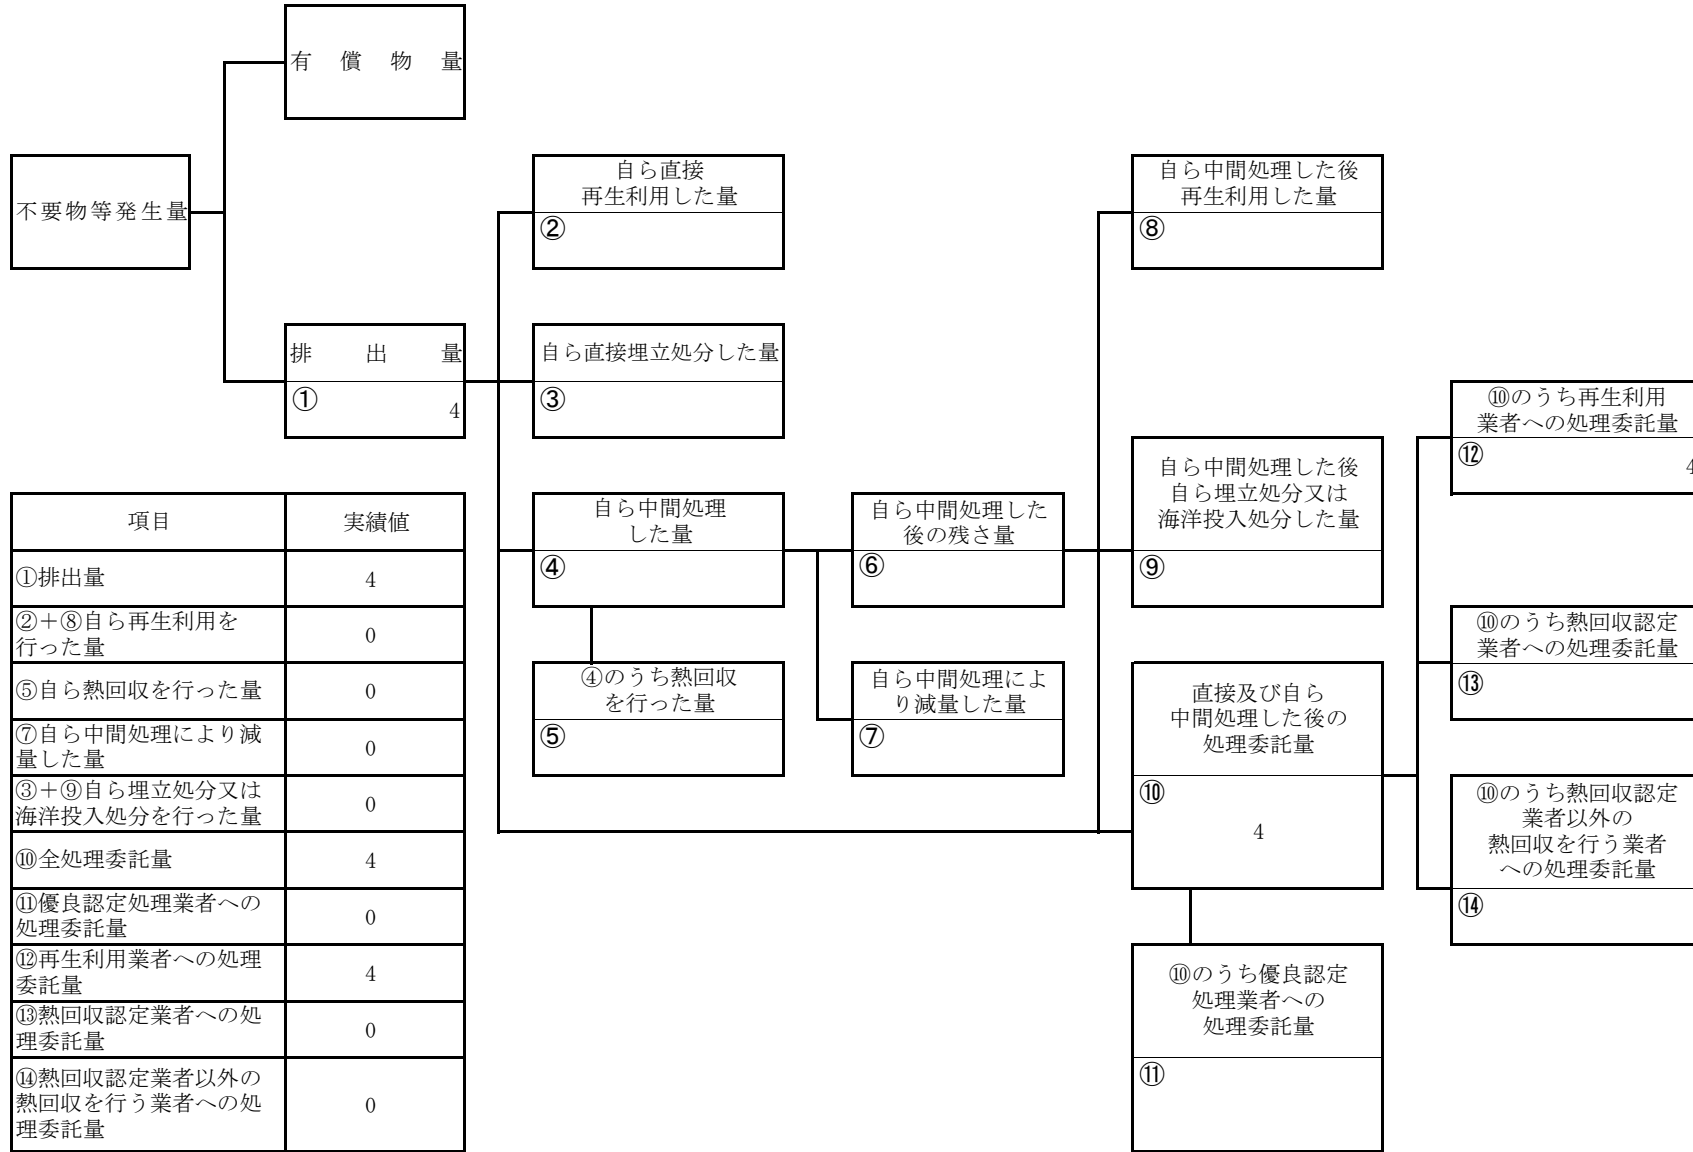 有償物量
不要物等発生量
自ら直接
再生利用した量
②
自ら中間処理した後
再生利用した量
⑧
排出量
①
4
自ら直接埋立処分した量
③
⑩のうち再生利用
業者への処理委託量
⑫
4
自ら中間処理
した量
④
自ら中間処理した
後の残さ量
⑥
自ら中間処理した後
自ら埋立処分又は
海洋投入処分した量
⑨
④のうち熱回収
を行った量
⑤
自ら中間処理によ
り減量した量
⑦
直接及び自ら
中間処理した後の
処理委託量
⑩
4
⑩のうち熱回収認定
業者への処理委託量
⑬
⑩のうち熱回収認定
業者以外の
熱回収を行う業者
への処理委託量
⑭
⑩のうち優良認定
処理業者への
処理委託量
⑪
項目 実績値
①排出量 4
②＋⑧自ら再生利用を
行った量 0
⑤自ら熱回収を行った量 0
⑦自ら中間処理により減
量した量 0
③＋⑨自ら埋立処分又は
海洋投入処分を行った量 0
⑩全処理委託量 4
⑪優良認定処理業者への
処理委託量 0
⑫再生利用業者への処理
委託量 4
⑬熱回収認定業者への処
理委託量 0
⑭熱回収認定業者以外の
熱回収を行う業者への処
理委託量 0